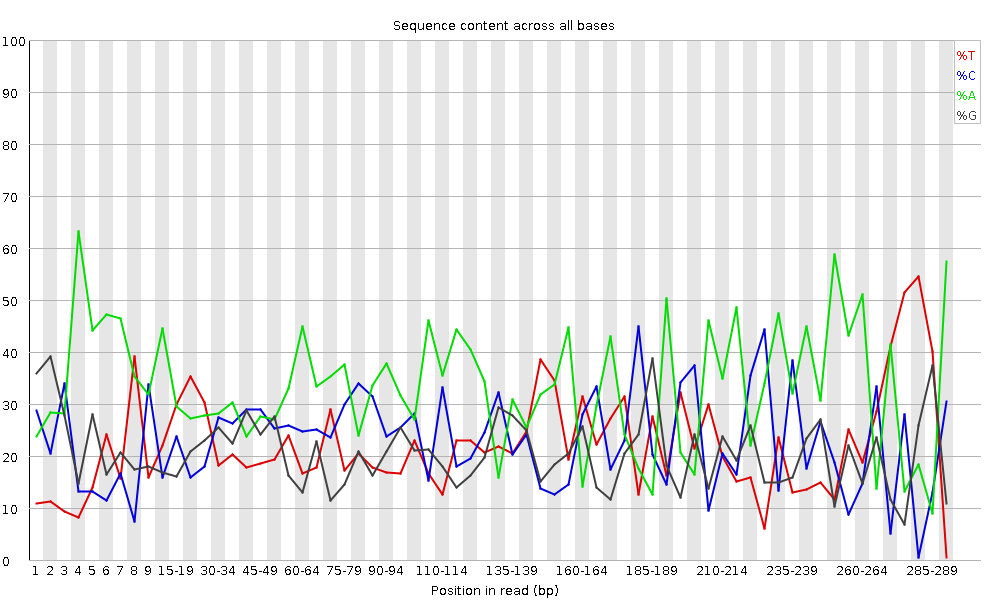 Sequence content across all bases
100
90
80
70
60
50
40
30
20
10
0
%T
%C
%A
%G
1 2 3 4 5 6 7 8 9 15-19 30-34 45-49 60-64 75-79 90-94 110-114 135-139 160-164 185-189 210-214 235-239 260-264 285-289
Position in read (bp)